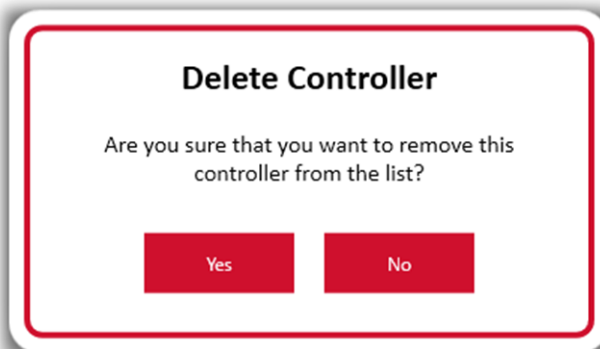 Delete Controller
Are you sure that you want to remove this
controller from the list?
Yes
No